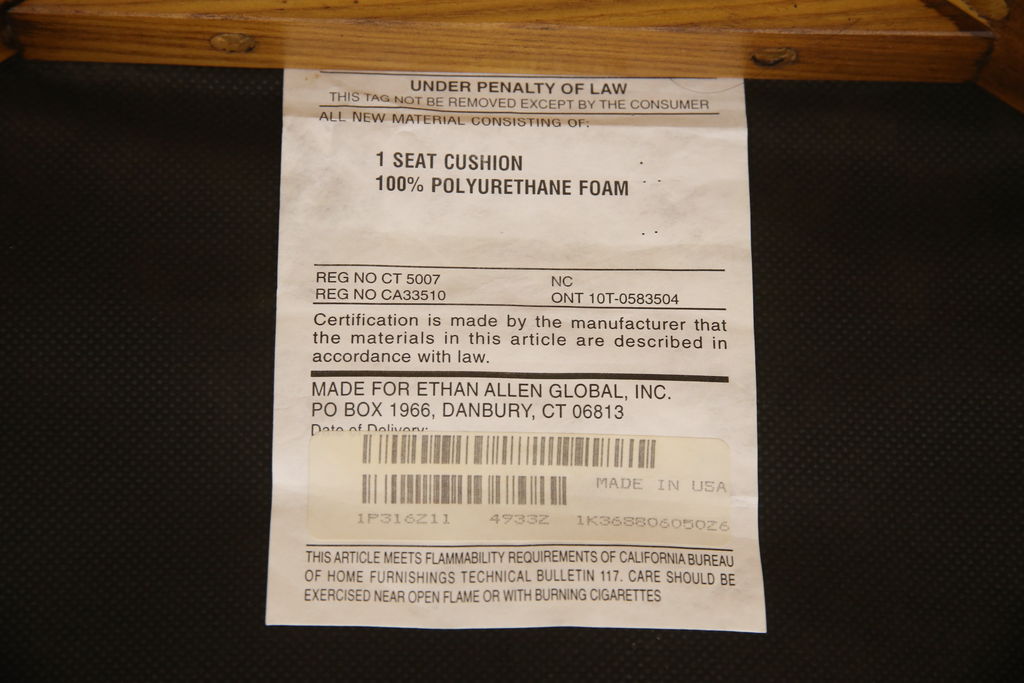 UNDER PENALTY OF LAW
THIS TAG NOT BE REMOVED EXCEPT BY THE CONSUMER
ALL NEW MATERIAL CONSISTING OF:
1 SEAT CUSHION
100% POLYURETHANE FOAM
REG NO CT 5007 NC
REG NO CA33510 ONT 10T-0583504
Certification is made by the manufacturer that
the materials in this article are described in
accordance with law.
MADE FOR ETHAN ALLEN GLOBAL, INC.
PO BOX 1966, DANBURY, CT 06813
Date of Delivery:
MADE IN USA
1P316Z11 4933Z 1K36880605026
THIS ARTICLE MEETS FLAMMABILITY REQUIREMENTS OF CALIFORNIA BUREAU
OF HOME FURNISHINGS TECHNICAL BULLETIN 117. CARE SHOULD BE
EXERCISED NEAR OPEN FLAME OR WITH BURNING CIGARETTES